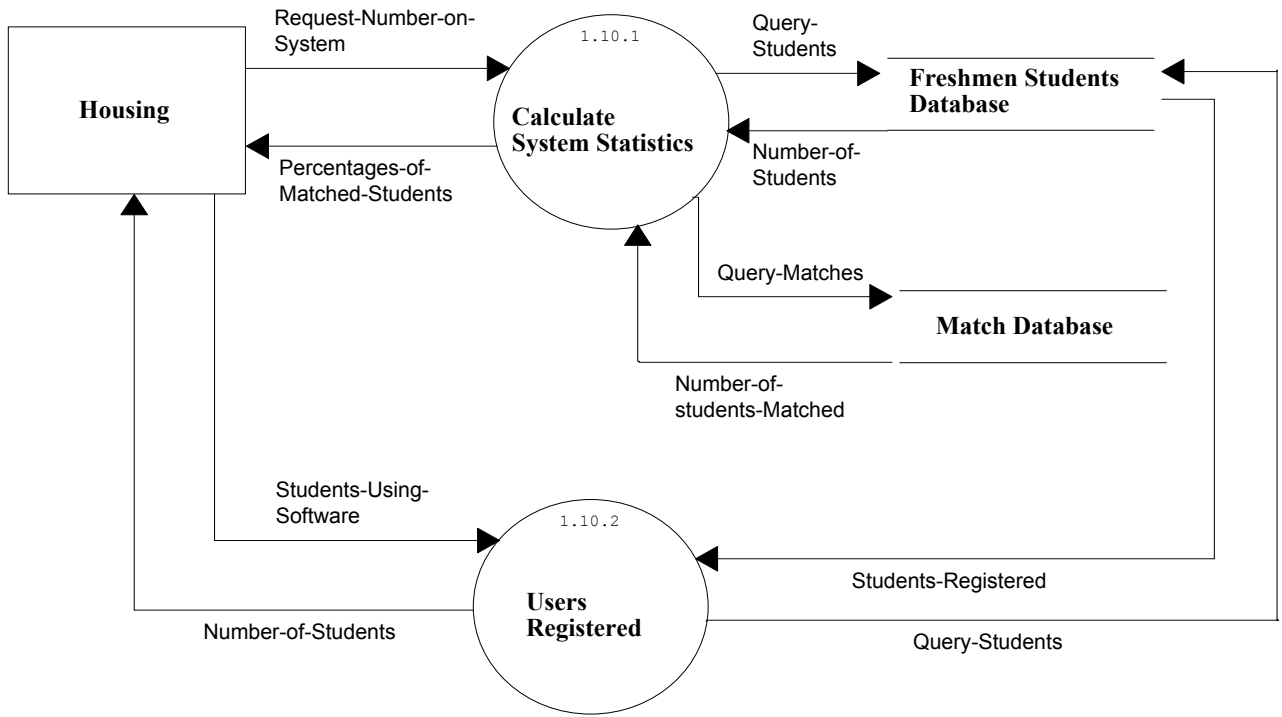 Request-Number-on-
System
1.10.1
Query-
Students
Housing
Calculate
System Statistics
Freshmen Students
Database
Percentages-of-
Matched-Students
Number-of-
Students
Query-Matches
Match Database
Number-of-
students-Matched
Students-Using-
Software
1.10.2
Users
Registered
Students-Registered
Number-of-Students
Query-Students